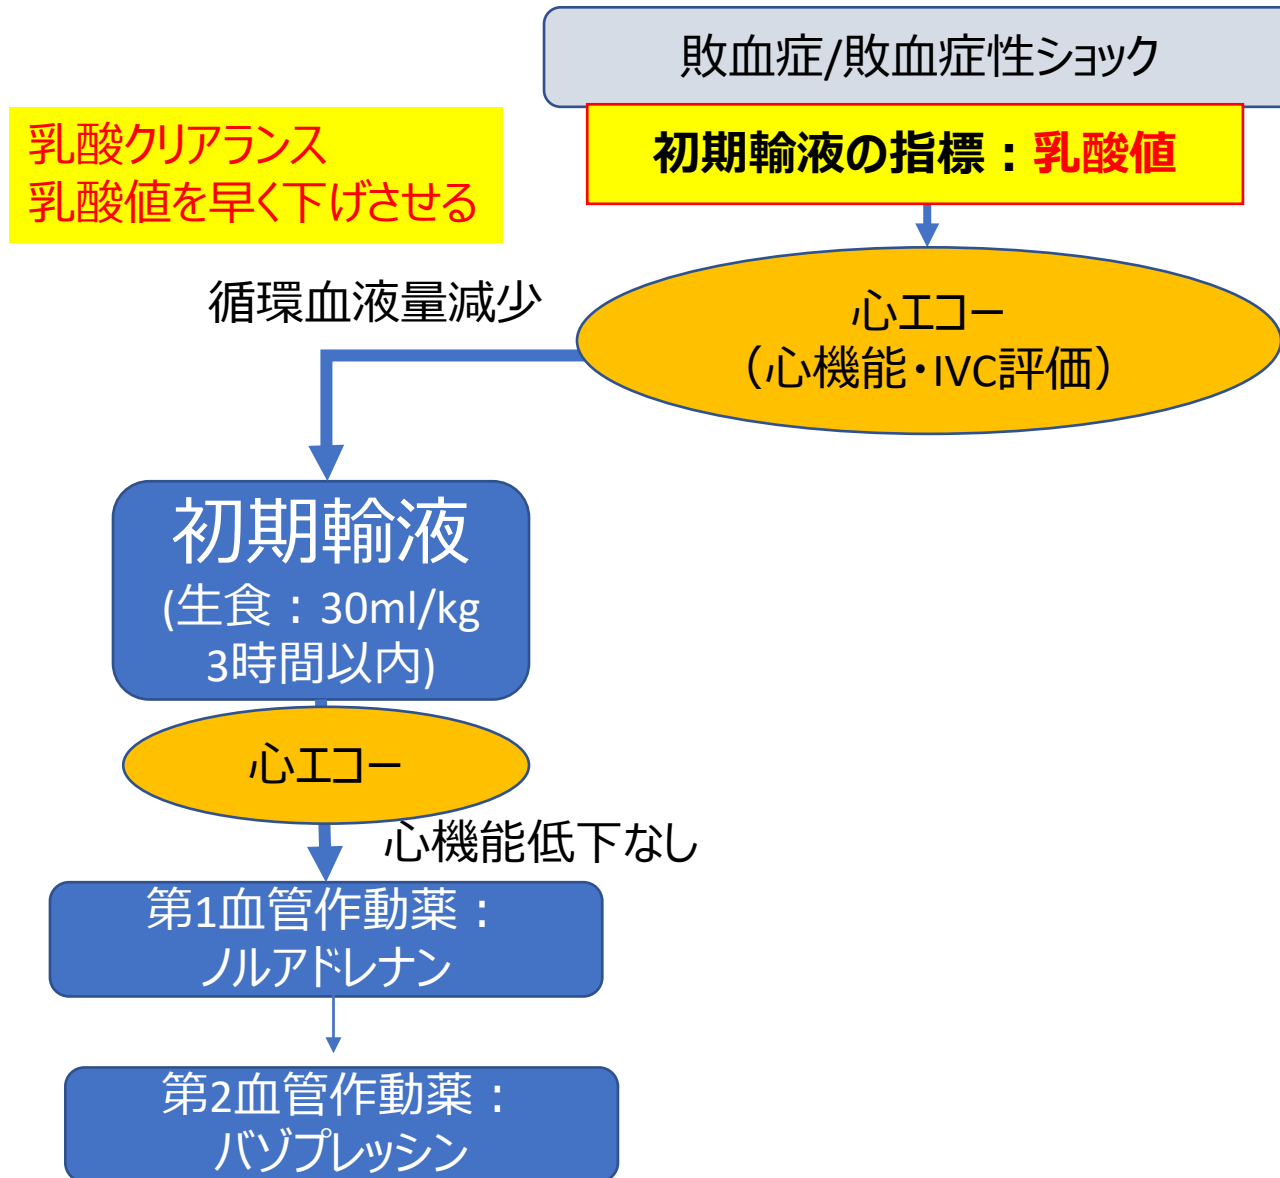 敗血症/敗血症性ショック
初期輸液の指標：乳酸値
乳酸クリアランス
乳酸値を早く下げさせる
心エコー
（心機能・IVC評価）
循環血液量減少
初期輸液
(生食：30ml/kg
3時間以内)
心エコー
心機能低下なし
第1血管作動薬：
ノルアドレナン
第2血管作動薬：
バゾプレッシン